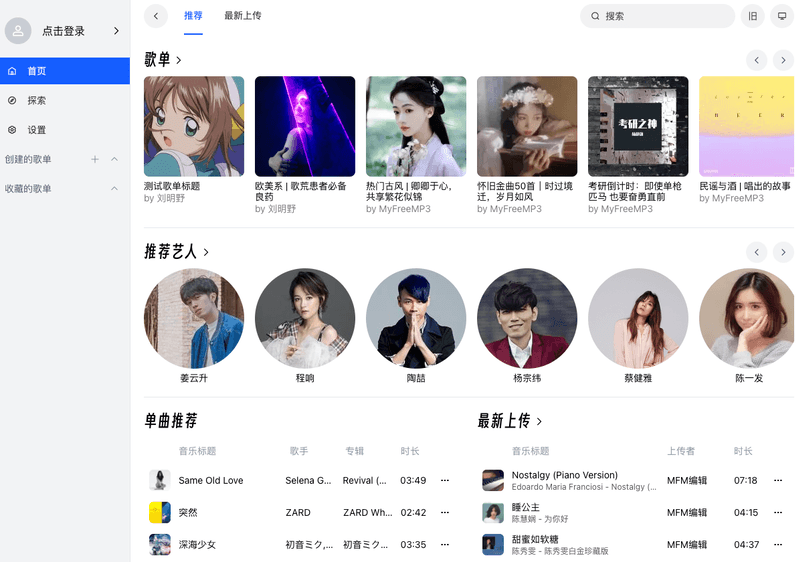 点击登录
首页
探索
设置
创建的歌单
收藏的歌单
推荐
最新上传
搜索
旧
歌单
测试歌单标题
by 刘明野
欧美系 | 歌荒患者必备
良药
by 刘明野
热门古风 | 卿卿于心，
共享繁花似锦
by MyFreeMP3
怀旧金曲50首｜时过境
迁，岁月如风
by MyFreeMP3
考研之神
考研倒计时：即使单枪
匹马 也要奋勇直前
by MyFreeMP3
民谣与酒 | 唱出的故事
by MyFreeMP3
推荐艺人
姜云升
程响
陶喆
杨宗纬
蔡健雅
陈一发
单曲推荐
音乐标题 歌手 专辑 时长
Same Old Love Selena G... Revival (... 03:49
突然 ZARD ZARD Wh... 02:42
深海少女 初音ミク,... 初音ミク... 03:35
最新上传
音乐标题 上传者 时长
Nostalgy (Piano Version) MFM编辑 07:18
Edoardo Maria Franciosi - Nostalgy (...
睡公主 MFM编辑 04:15
陈慧娴 - 为你好
甜蜜如软糖 MFM编辑 04:37
陈秀雯 - 陈秀雯白金珍藏版